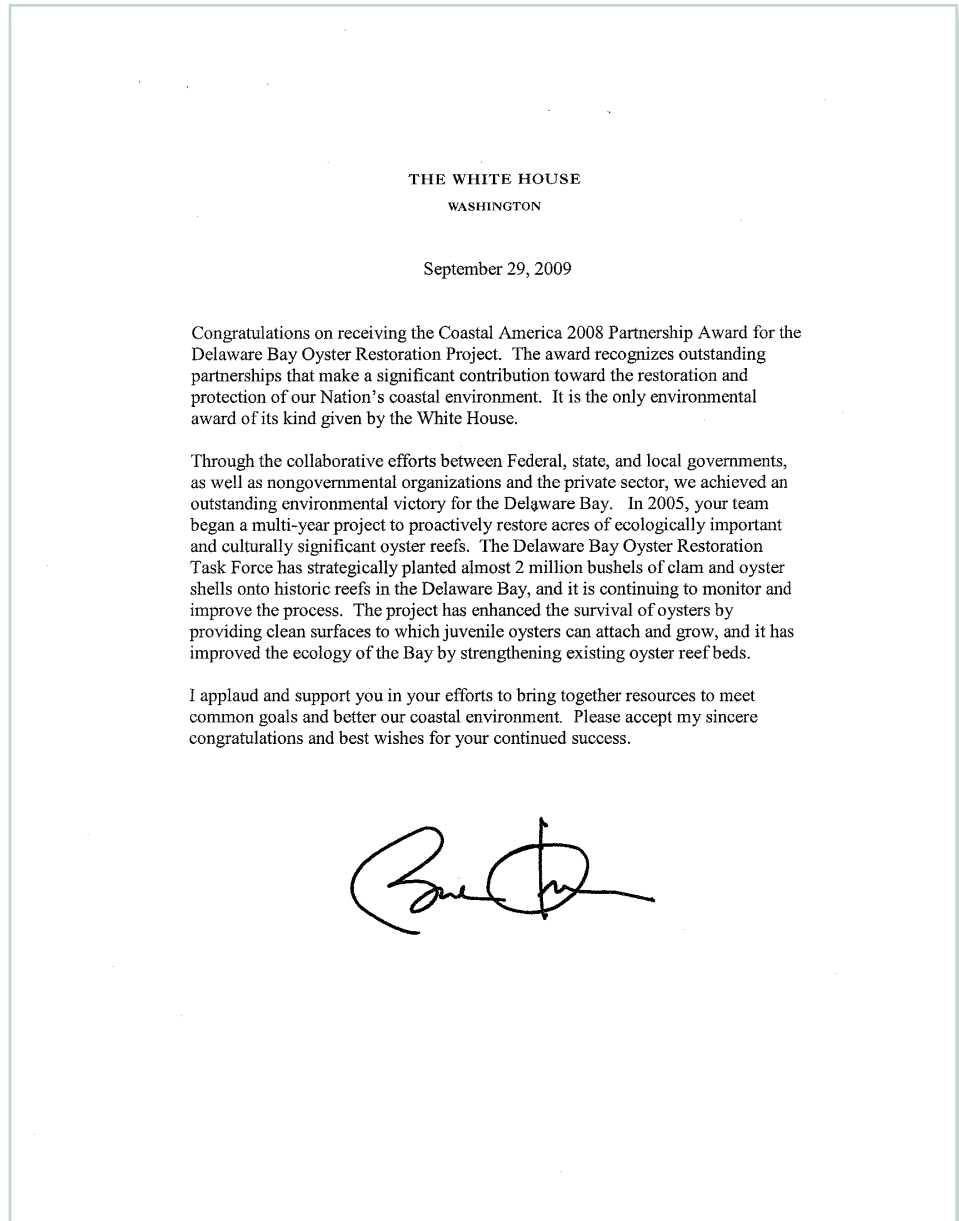 THE WHITE HOUSE
WASHINGTON
September 29, 2009
Congratulations on receiving the Coastal America 2008 Partnership Award for the
Delaware Bay Oyster Restoration Project. The award recognizes outstanding
partnerships that make a significant contribution toward the restoration and
protection of our Nation's coastal environment. It is the only environmental
award of its kind given by the White House.
Through the collaborative efforts between Federal, state, and local governments,
as well as nongovernmental organizations and the private sector, we achieved an
outstanding environmental victory for the Delaware Bay. In 2005, your team
began a multi-year project to proactively restore acres of ecologically important
and culturally significant oyster reefs. The Delaware Bay Oyster Restoration
Task Force has strategically planted almost 2 million bushels of clam and oyster
shells onto historic reefs in the Delaware Bay, and it is continuing to monitor and
improve the process. The project has enhanced the survival of oysters by
providing clean surfaces to which juvenile oysters can attach and grow, and it has
improved the ecology of the Bay by strengthening existing oyster reef beds.
I applaud and support you in your efforts to bring together resources to meet
common goals and better our coastal environment. Please accept my sincere
congratulations and best wishes for your continued success.